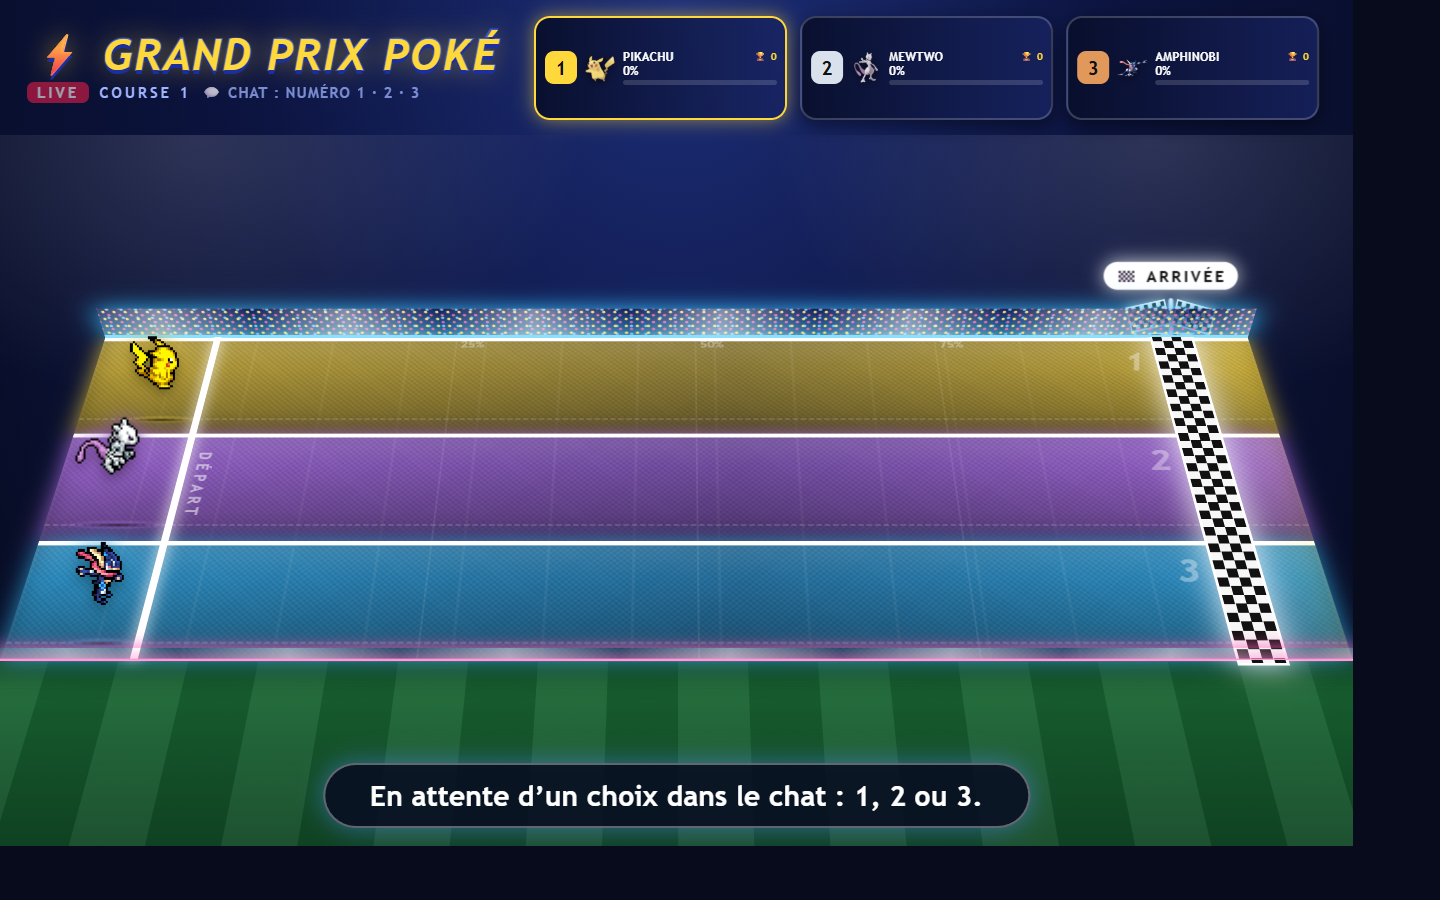 GRAND PRIX POKÉ
LIVE COURSE 1 CHAT : NUMÉRO 1 · 2 · 3
1 PIKACHU 0
0%
2 MEWTWO 0
0%
3 AMPHINOBI 0
0%
ARRIVÉE
25% 50% 75%
1
2
DÉPART
3
En attente d’un choix dans le chat : 1, 2 ou 3.